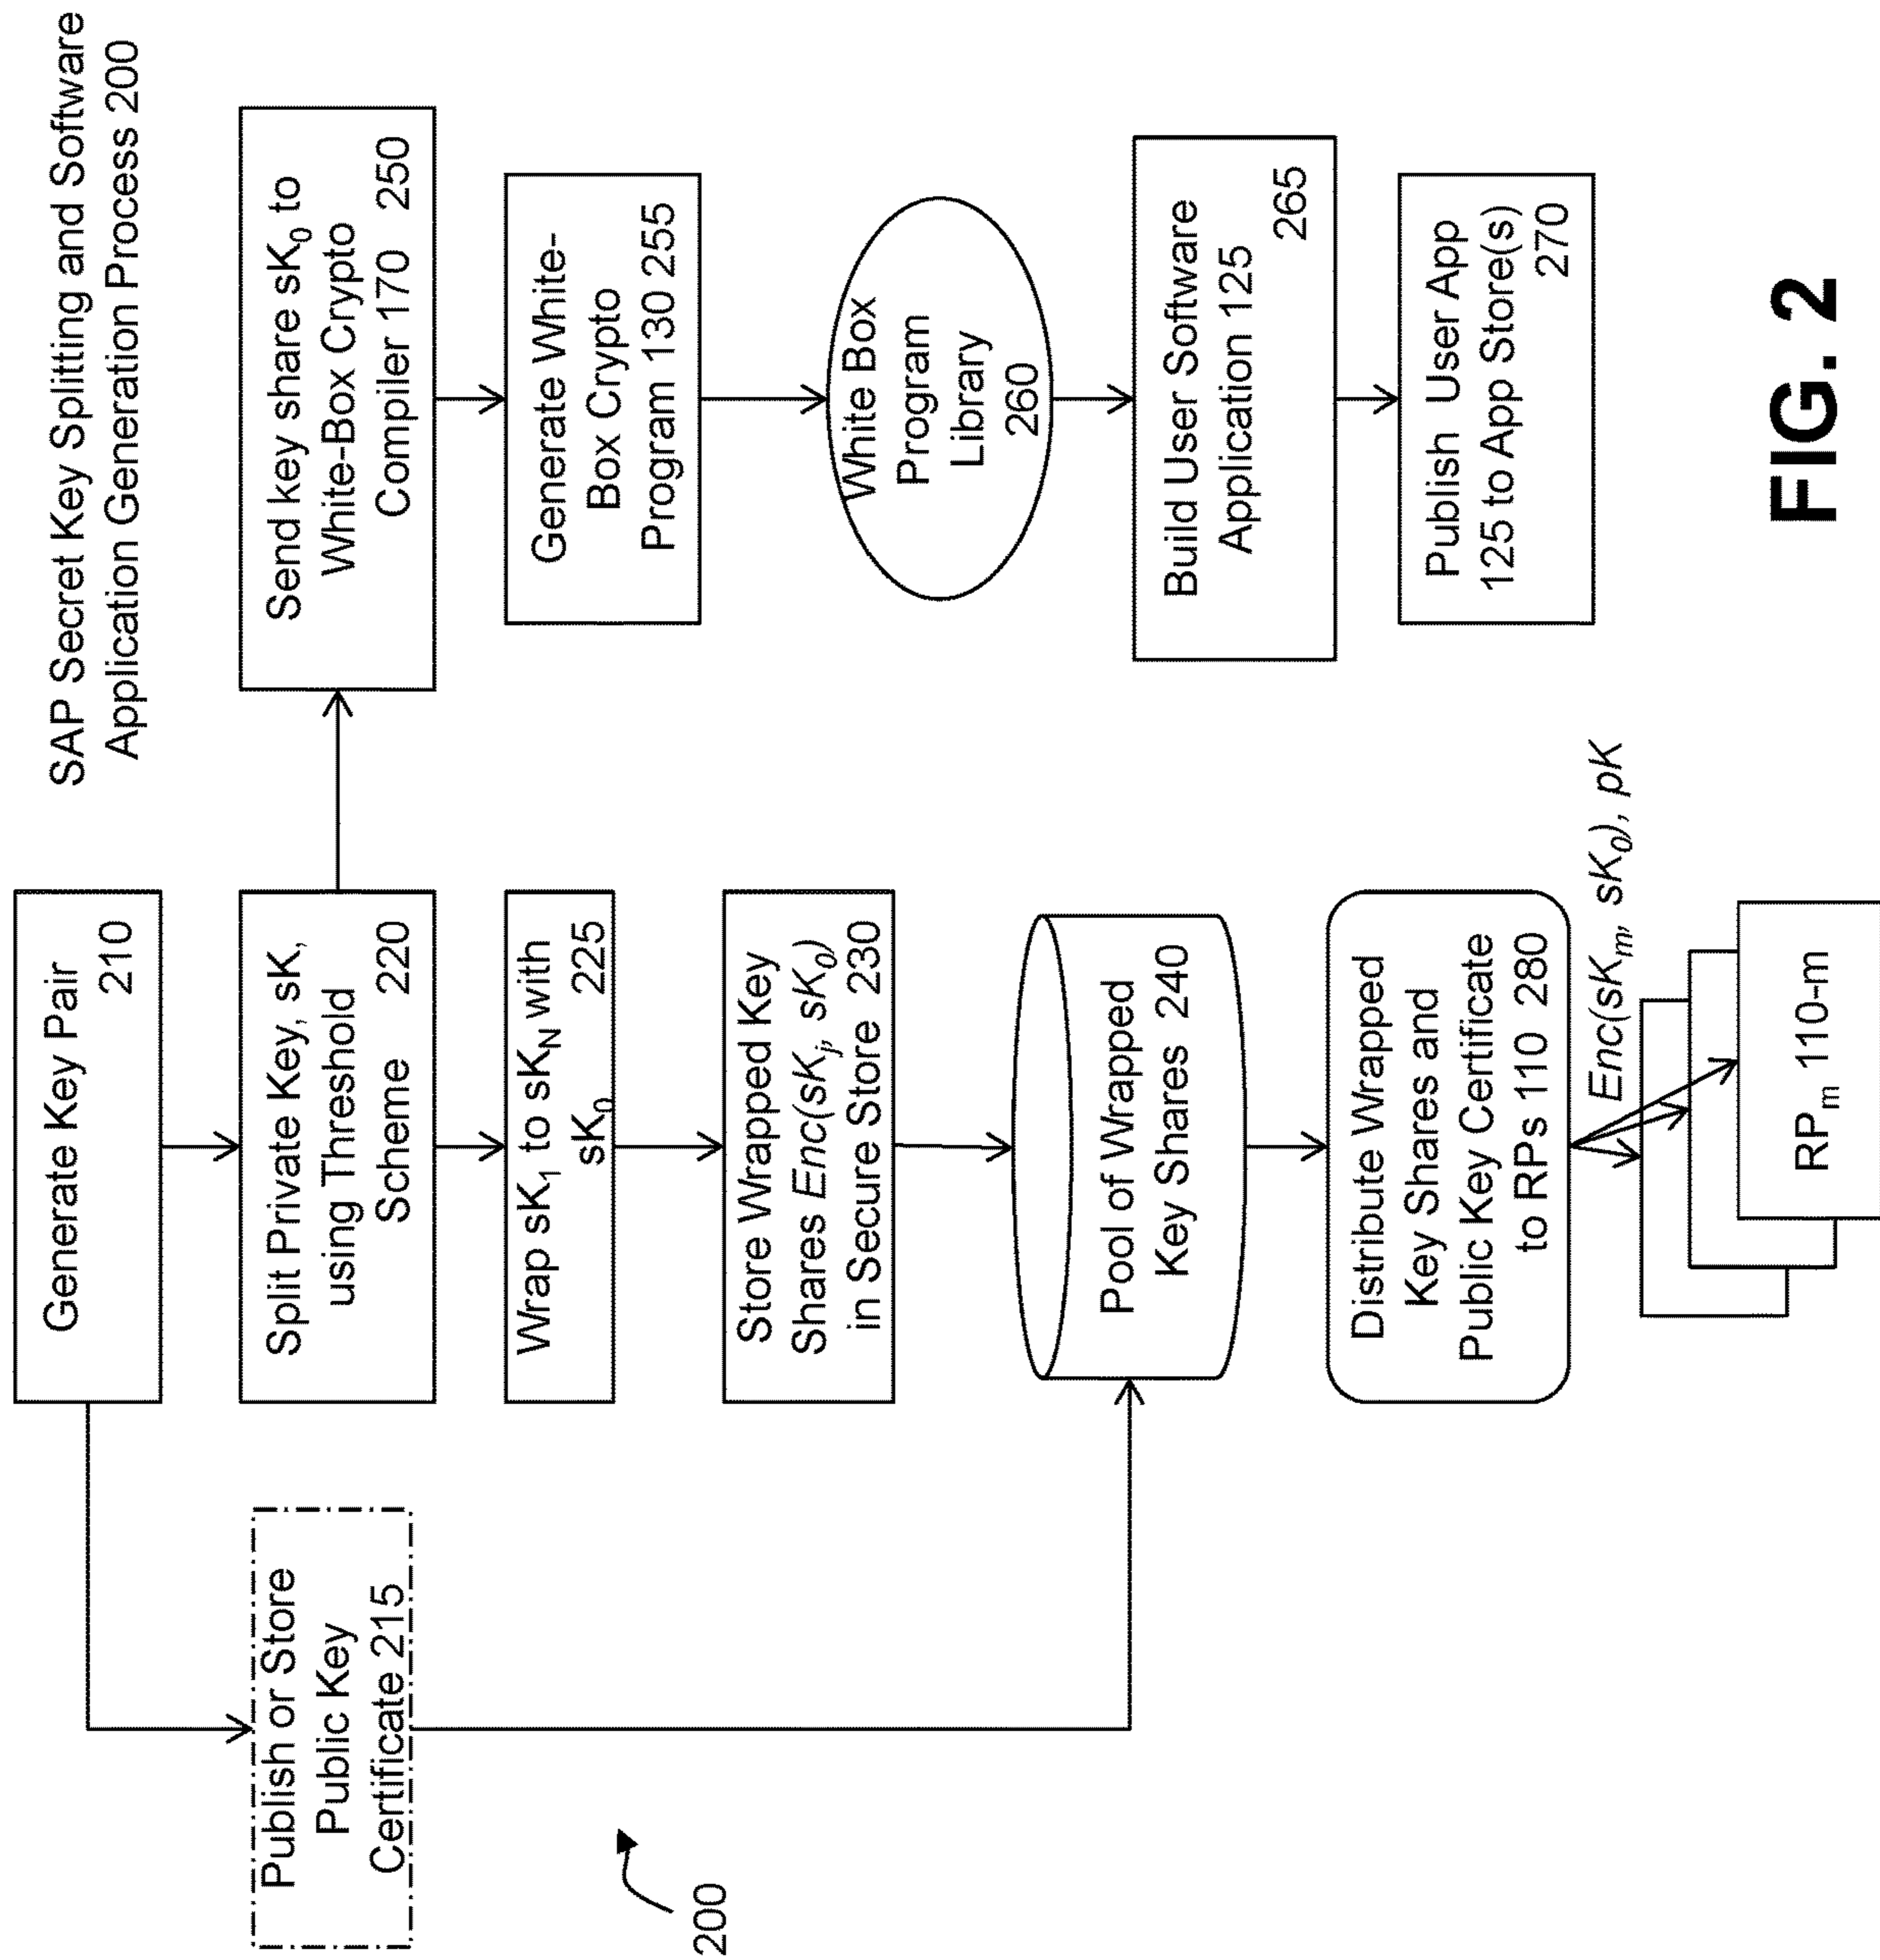 SAP Secret Key Splitting and Software
Application Generation Process 200
Generate Key Pair
210
Publish or Store
Public Key
Certificate 215
Split Private Key, sK,
using Threshold
Scheme 220
Send key share sK₀ to
White-Box Crypto
Compiler 170 250
Wrap sK₁ to sK_N with
sK₀ 225
Generate White-
Box Crypto
Program 130 255
Store Wrapped Key
Shares Enc(sK_j, sK₀)
in Secure Store 230
White Box
Program
Library
260
Pool of Wrapped
Key Shares 240
Build User Software
Application 125
265
Distribute Wrapped
Key Shares and
Public Key Certificate
to RPs 110 280
Publish User App
125 to App Store(s)
270
Enc(sK_m, sK₀), pK
RP_m 110-m
200
FIG. 2